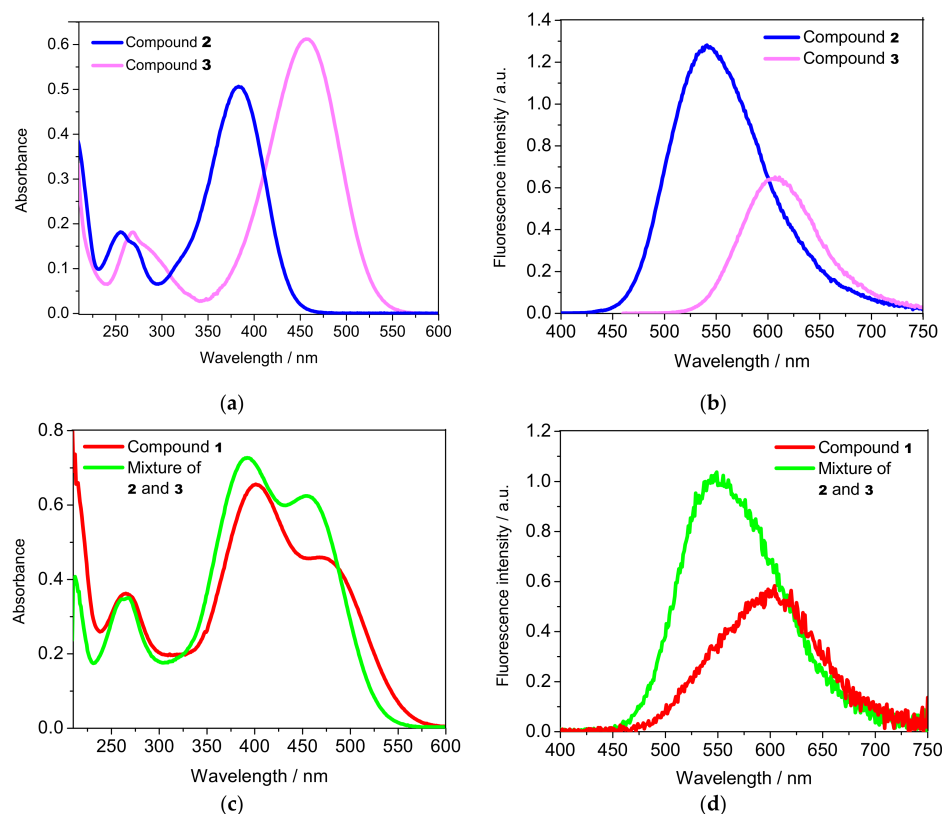 Compound 2
Compound 3
0.6
0.5
0.4
0.3
0.2
0.1
0.0
Absorbance
250 300 350 400 450 500 550 600
Wavelength / nm
(a)
Compound 2
Compound 3
1.4
1.2
1.0
0.8
0.6
0.4
1.2
0.0
Fluorescence intensity / a.u.
400 450 500 550 600 650 700 750
Wavelength / nm
(b)
Compound 1
Mixture of
2 and 3
0.8
0.6
0.4
0.2
0.0
Absorbance
250 300 350 400 450 500 550 600
Wavelength / nm
(c)
Compound 1
Mixture of
2 and 3
1.2
1.0
0.8
0.6
0.4
0.2
0.0
Fluorescence intensity / a.u.
400 450 500 550 600 650 700 750
Wavelength / nm
(d)